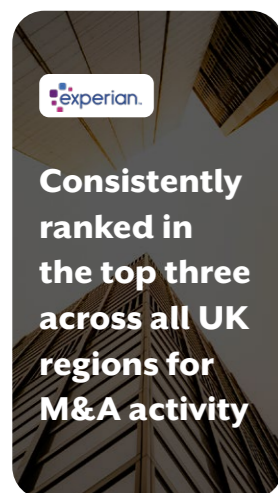 experian.
Consistently
ranked in
the top three
across all UK
regions for
M&A activity